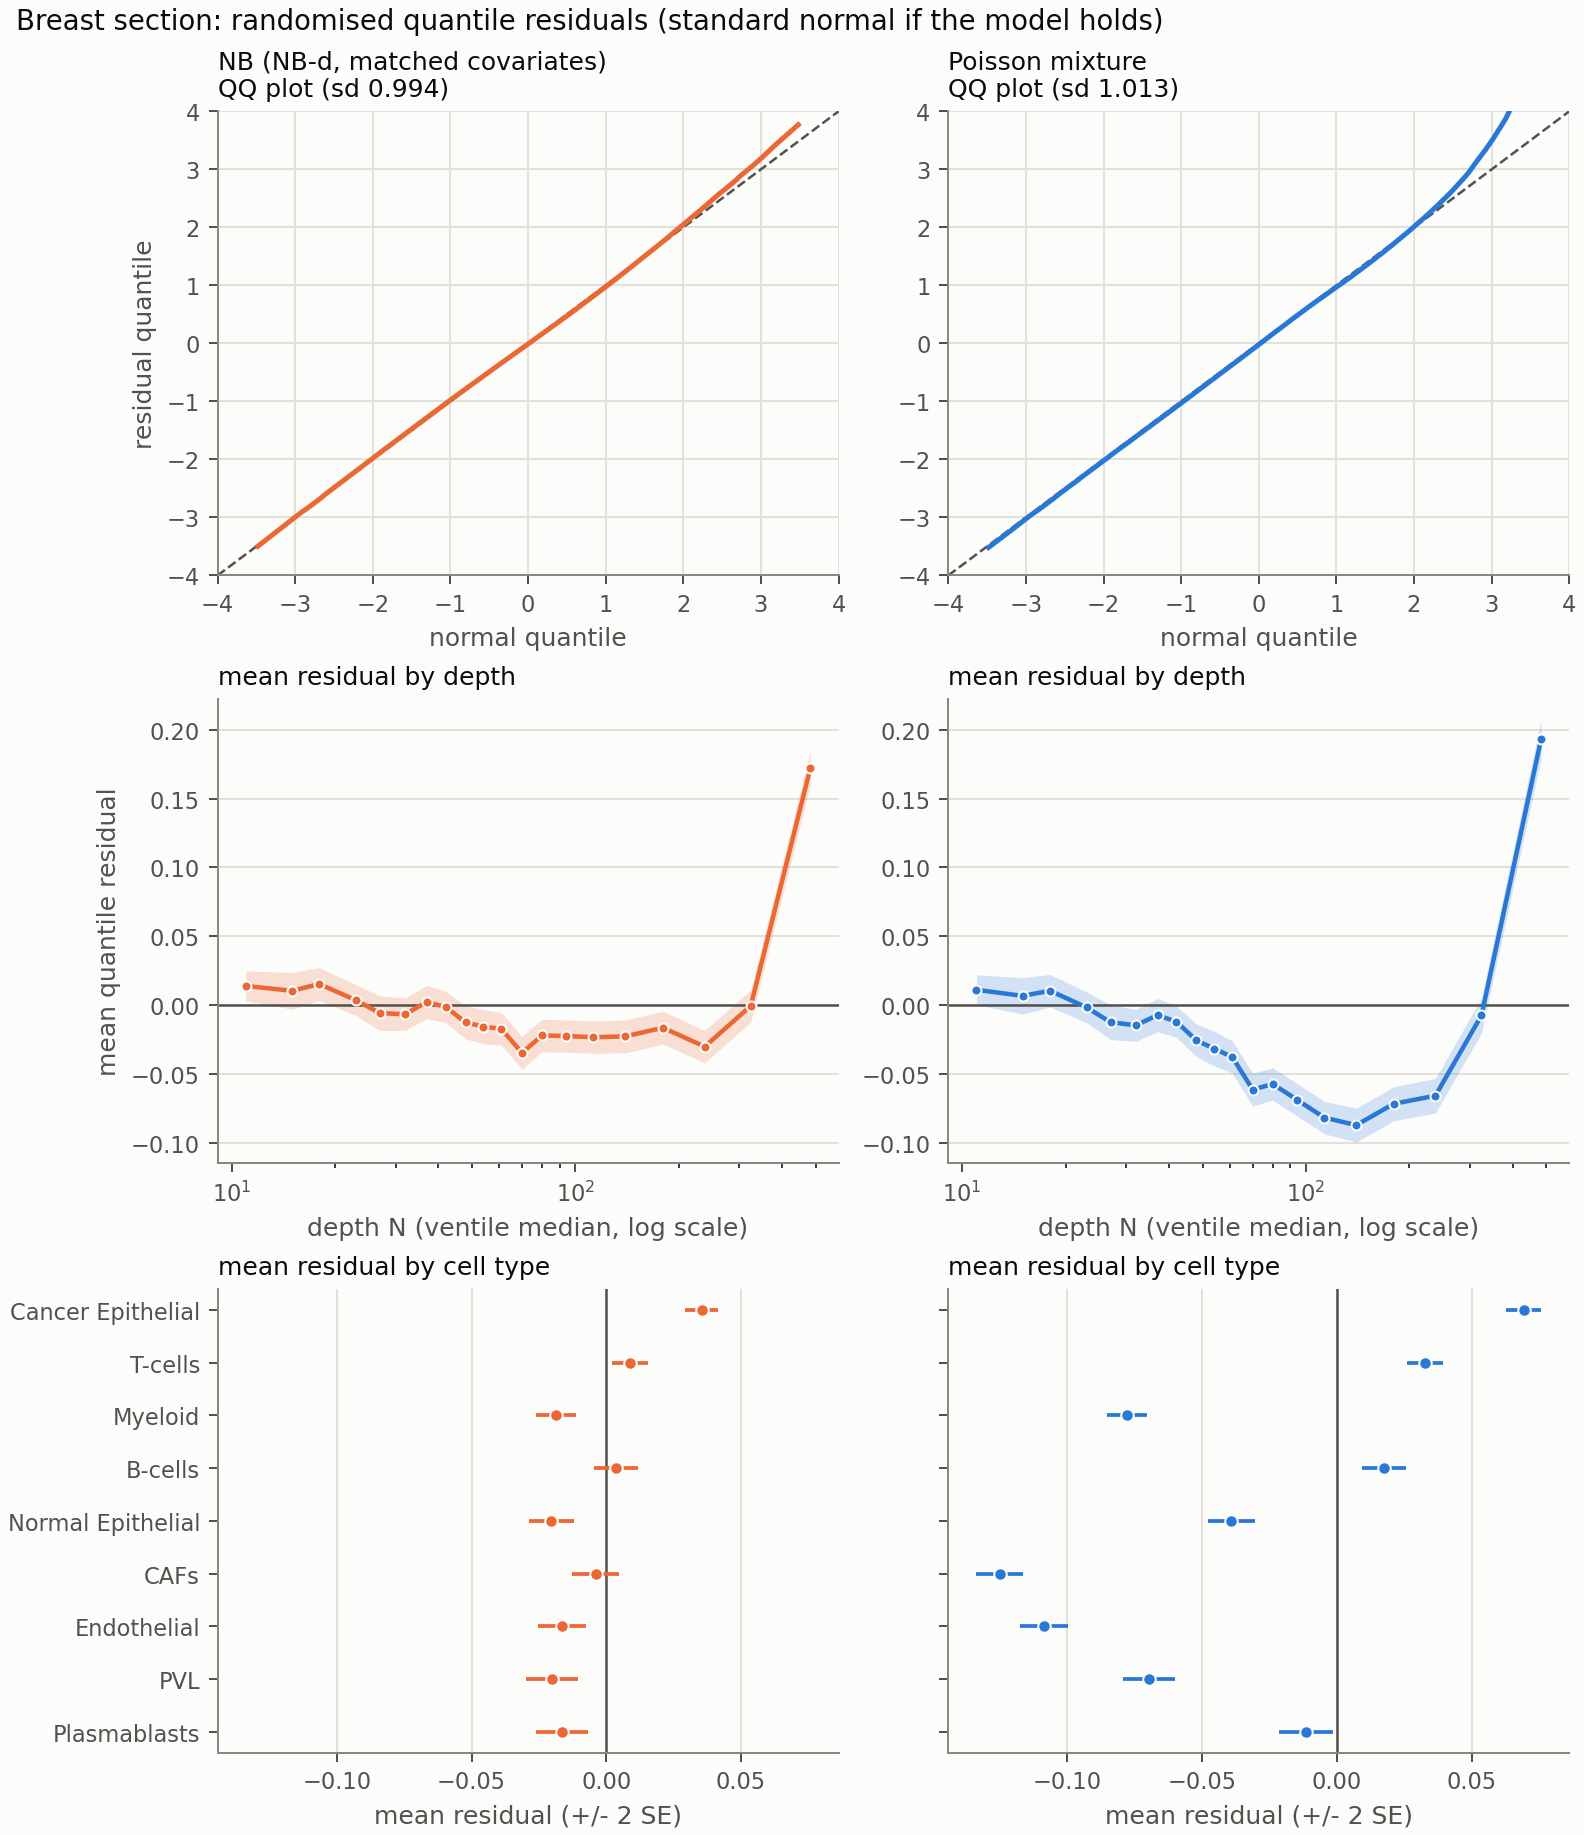 Breast section: randomised quantile residuals (standard normal if the model holds)
NB (NB-d, matched covariates)
QQ plot (sd 0.994)
4
3
2
1
0
−1
−2
−3
−4
residual quantile
−4 −3 −2 −1 0 1 2 3 4
normal quantile
Poisson mixture
QQ plot (sd 1.013)
4
3
2
1
0
−1
−2
−3
−4
−4 −3 −2 −1 0 1 2 3 4
normal quantile
mean residual by depth
0.20
0.15
0.10
0.05
0.00
−0.05
−0.10
mean quantile residual
10¹ 10²
depth N (ventile median, log scale)
mean residual by depth
0.20
0.15
0.10
0.05
0.00
−0.05
−0.10
10¹ 10²
depth N (ventile median, log scale)
mean residual by cell type
Cancer Epithelial
T-cells
Myeloid
B-cells
Normal Epithelial
CAFs
Endothelial
PVL
Plasmablasts
−0.10 −0.05 0.00 0.05
mean residual (+/- 2 SE)
mean residual by cell type
−0.10 −0.05 0.00 0.05
mean residual (+/- 2 SE)